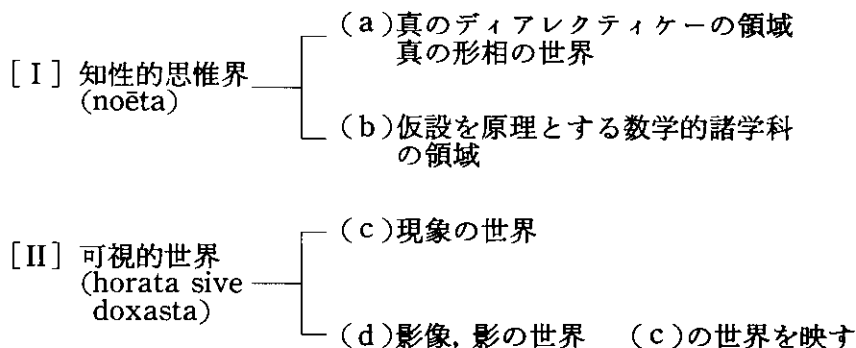 (a)真のディアレクティケーの領域
真の形相の世界
[I] 知性的思惟界
(noēta)
(b)仮設を原理とする数学的諸学科
の領域
(c)現象の世界
[II] 可視的世界
(horata sive
doxasta)
(d)影像,影の世界 (c)の世界を映す